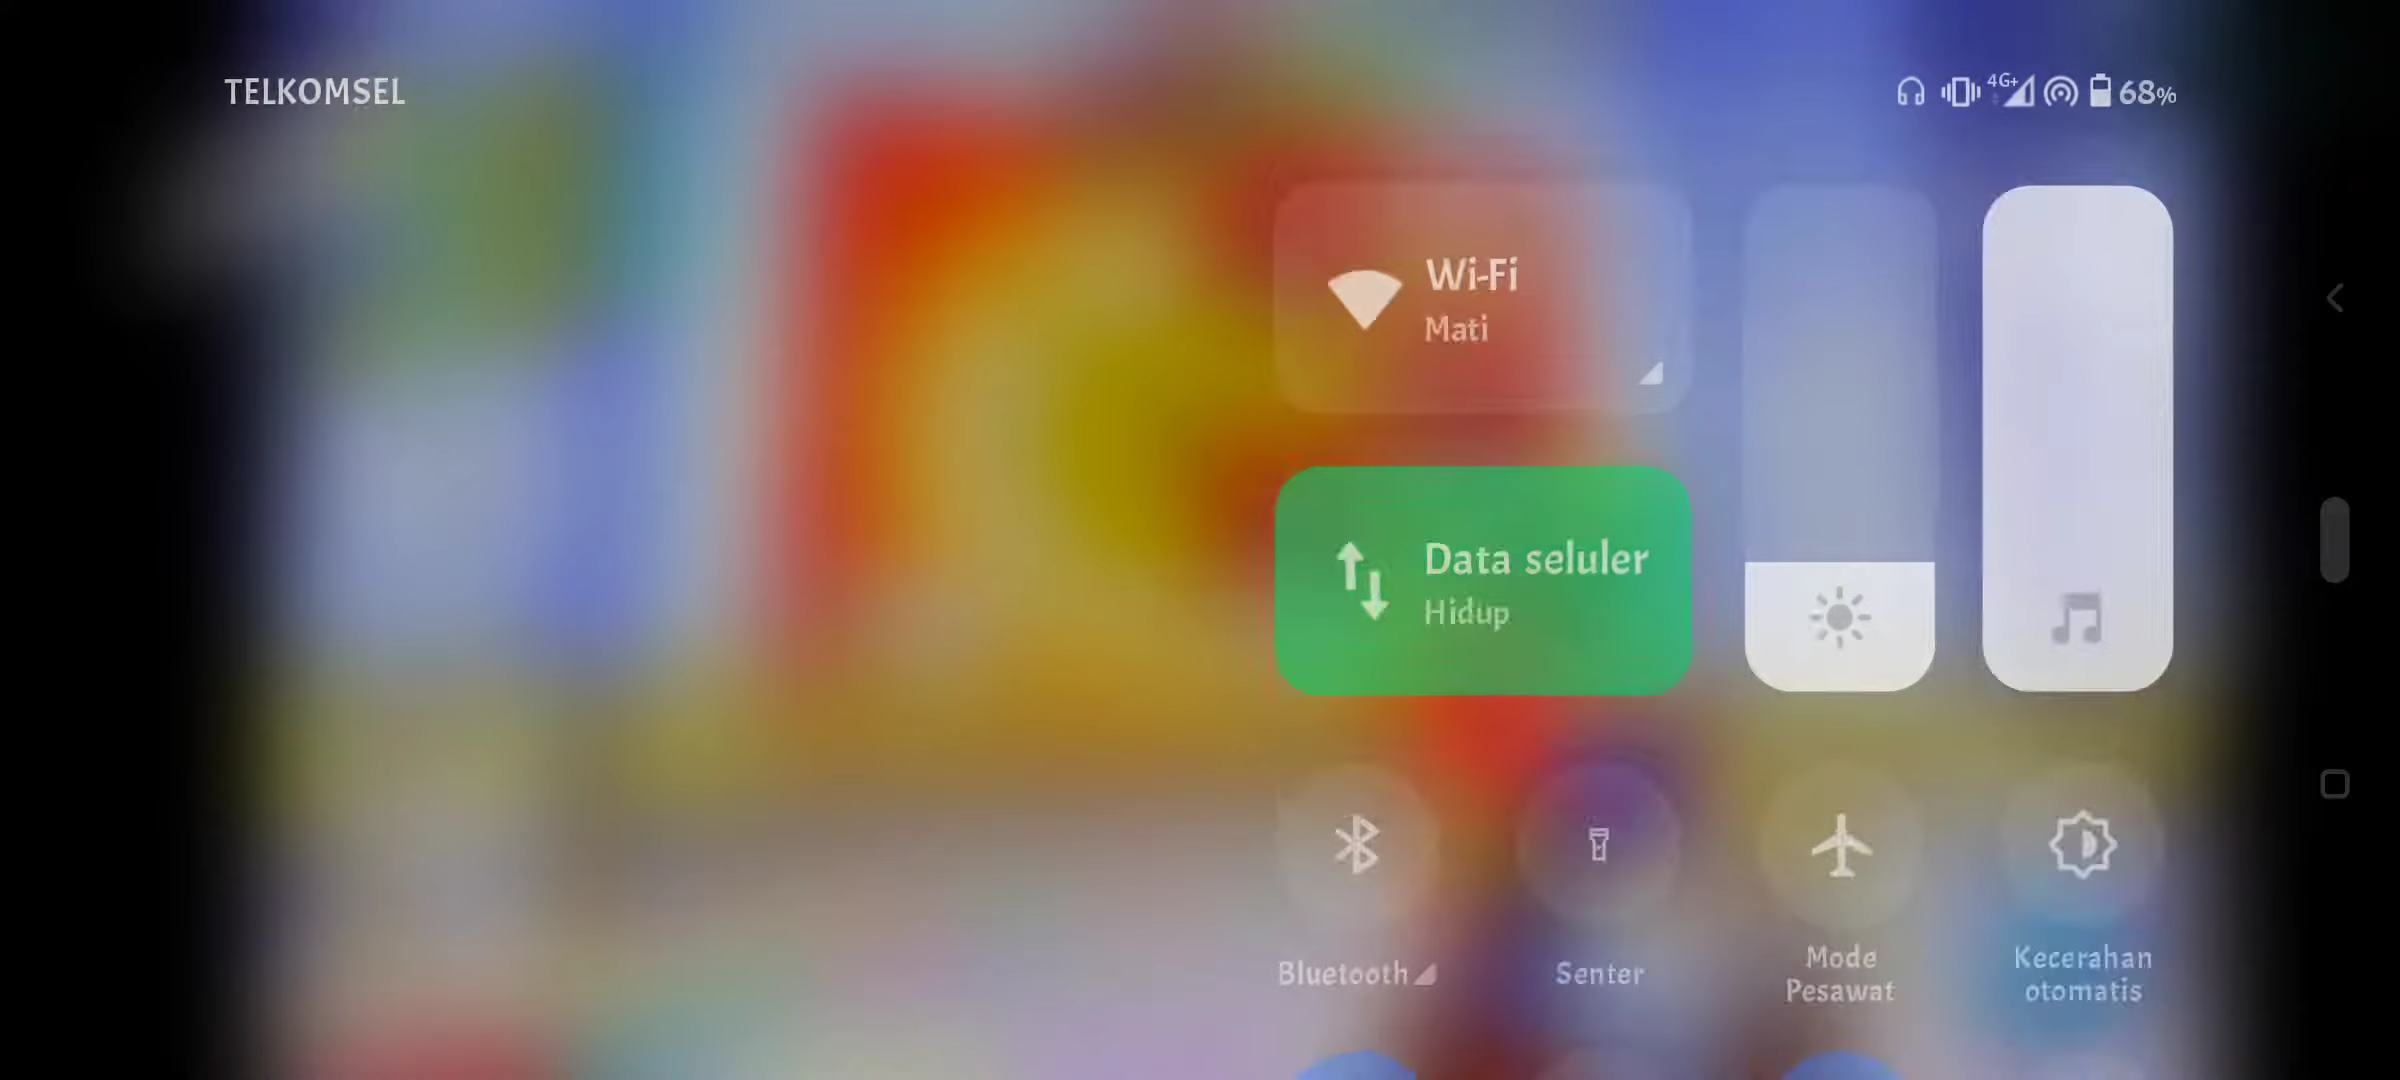 TELKOMSEL
4G+ 68%
Wi-Fi
Mati
Data seluler
Hidup
Bluetooth
Senter
Mode
Pesawat
Kecerahan
otomatis